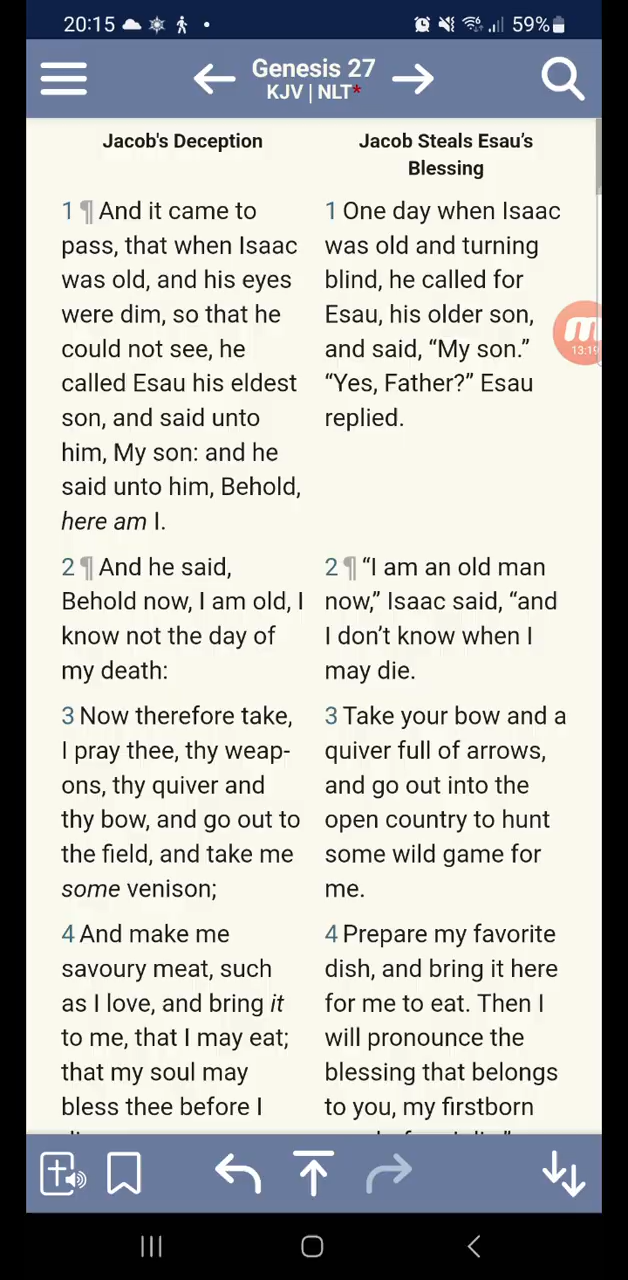 20:15
59%
Genesis 27
KJV | NLT*
Jacob's Deception
1 ¶ And it came to
pass, that when Isaac
was old, and his eyes
were dim, so that he
could not see, he
called Esau his eldest
son, and said unto
him, My son: and he
said unto him, Behold,
here am I.
2 ¶ And he said,
Behold now, I am old, I
know not the day of
my death:
3 Now therefore take,
I pray thee, thy weap-
ons, thy quiver and
thy bow, and go out to
the field, and take me
some venison;
4 And make me
savoury meat, such
as I love, and bring it
to me, that I may eat;
that my soul may
bless thee before I
Jacob Steals Esau’s
Blessing
1 One day when Isaac
was old and turning
blind, he called for
Esau, his older son,
and said, “My son.”
“Yes, Father?” Esau
replied.
2 ¶ “I am an old man
now,” Isaac said, “and
I don’t know when I
may die.
3 Take your bow and a
quiver full of arrows,
and go out into the
open country to hunt
some wild game for
me.
4 Prepare my favorite
dish, and bring it here
for me to eat. Then I
will pronounce the
blessing that belongs
to you, my firstborn
13:19